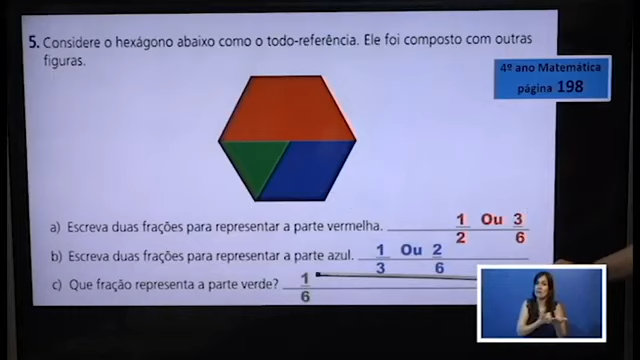 5. Considere o hexágono abaixo como o todo-referência. Ele foi composto com outras
figuras.
4º ano Matemática
página 198
a) Escreva duas frações para representar a parte vermelha. 1/2 Ou 3/6
b) Escreva duas frações para representar a parte azul. 1/3 Ou 2/6
c) Que fração representa a parte verde? 1/6